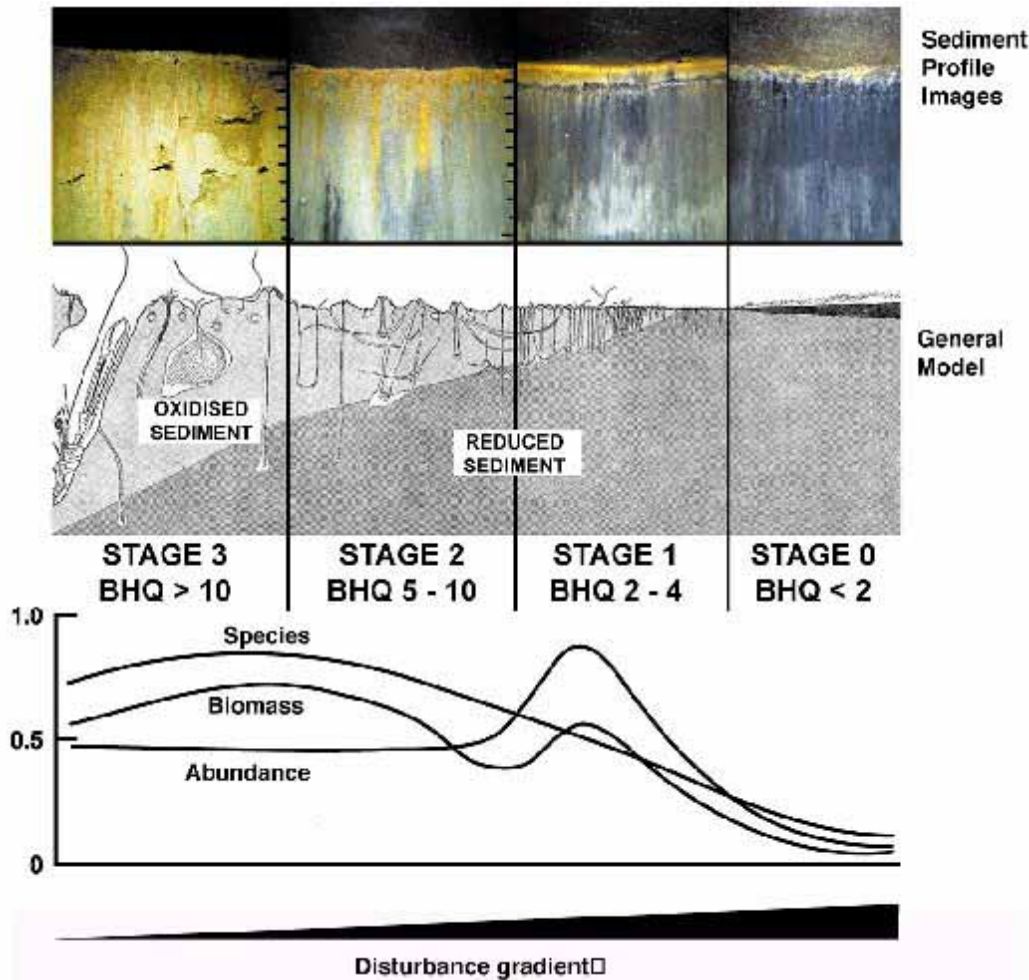 Sediment
Profile
Images
General
Model
OXIDISED
SEDIMENT
REDUCED
SEDIMENT
STAGE 3
BHQ > 10
STAGE 2
BHQ 5 - 10
STAGE 1
BHQ 2 - 4
STAGE 0
BHQ < 2
1.0
0.5
0
Species
Biomass
Abundance
Disturbance gradient□